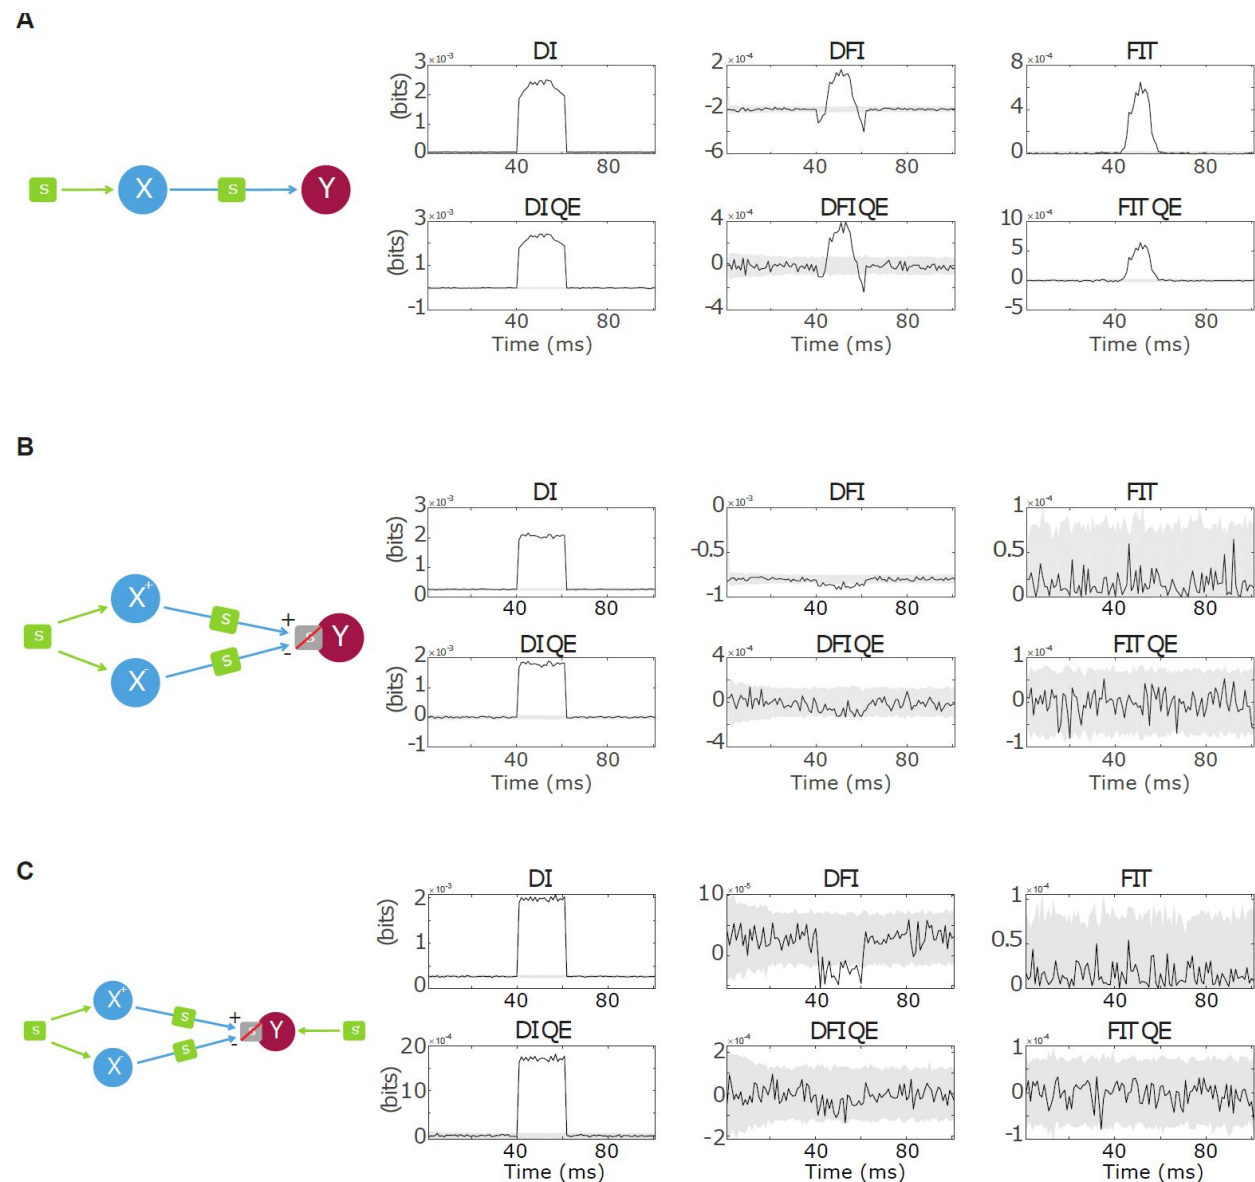 A
DI
DFI
FIT
3 ×10⁻³
2
1
0
(bits)
40 80
2 ×10⁻⁴
-2
-6
40 80
8 ×10⁻⁴
4
0
40 80
S X S Y
DI QE
DFI QE
FIT QE
3 ×10⁻³
1
-1
(bits)
40 80
Time (ms)
4 ×10⁻⁴
0
-4
40 80
Time (ms)
10 ×10⁻⁴
5
0
-5
40 80
Time (ms)
B
DI
DFI
FIT
3 ×10⁻³
2
1
0
(bits)
0 ×10⁻³
-0.5
-1
1 ×10⁻⁴
0.5
0
S X+ S + S Y
X- S -
DI QE
DFI QE
FIT QE
3 ×10⁻³
2
1
0
-1
(bits)
40 80
Time (ms)
4 ×10⁻⁴
0
-4
40 80
Time (ms)
1 ×10⁻⁴
0
-1
40 80
Time (ms)
C
DI
DFI
FIT
2 ×10⁻³
1
0
(bits)
40 80
10 ×10⁻⁵
0
-5
40 80
1 ×10⁻⁴
0.5
0
40 80
S X+ S + S Y S'
X- S -
DI QE
DFI QE
FIT QE
20 ×10⁻⁴
10
0
(bits)
40 80
Time (ms)
2 ×10⁻⁴
0
-2
40 80
Time (ms)
1 ×10⁻⁴
0
-1
40 80
Time (ms)